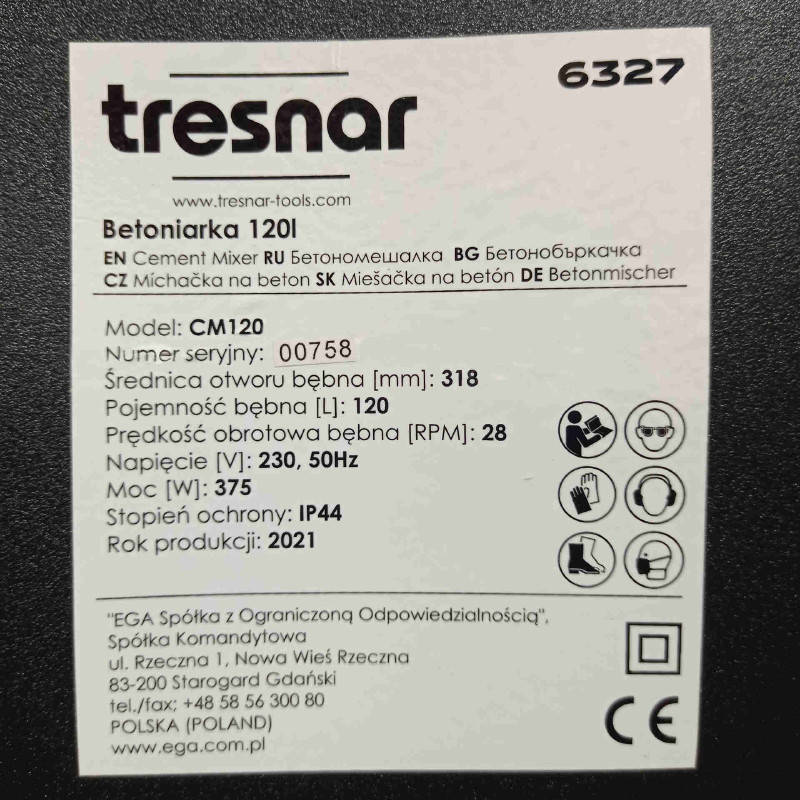 6327
tresnar
www.tresnar-tools.com
Betoniarka 120l
EN Cement Mixer RU Бетономешалка BG Бетонобъркачка
CZ Míchačka na beton SK Miešačka na betón DE Betonmischer
Model: CM120
Numer seryjny: 00758
Średnica otworu bębna [mm]: 318
Pojemność bębna [L]: 120
Prędkość obrotowa bębna [RPM]: 28
Napięcie [V]: 230, 50Hz
Moc [W]: 375
Stopień ochrony: IP44
Rok produkcji: 2021
"EGA Spółka z Ograniczoną Odpowiedzialnością",
Spółka Komandytowa
ul. Rzeczna 1, Nowa Wieś Rzeczna
83-200 Starogard Gdański
tel./fax; +48 58 56 300 80
POLSKA (POLAND)
www.ega.com.pl
CE